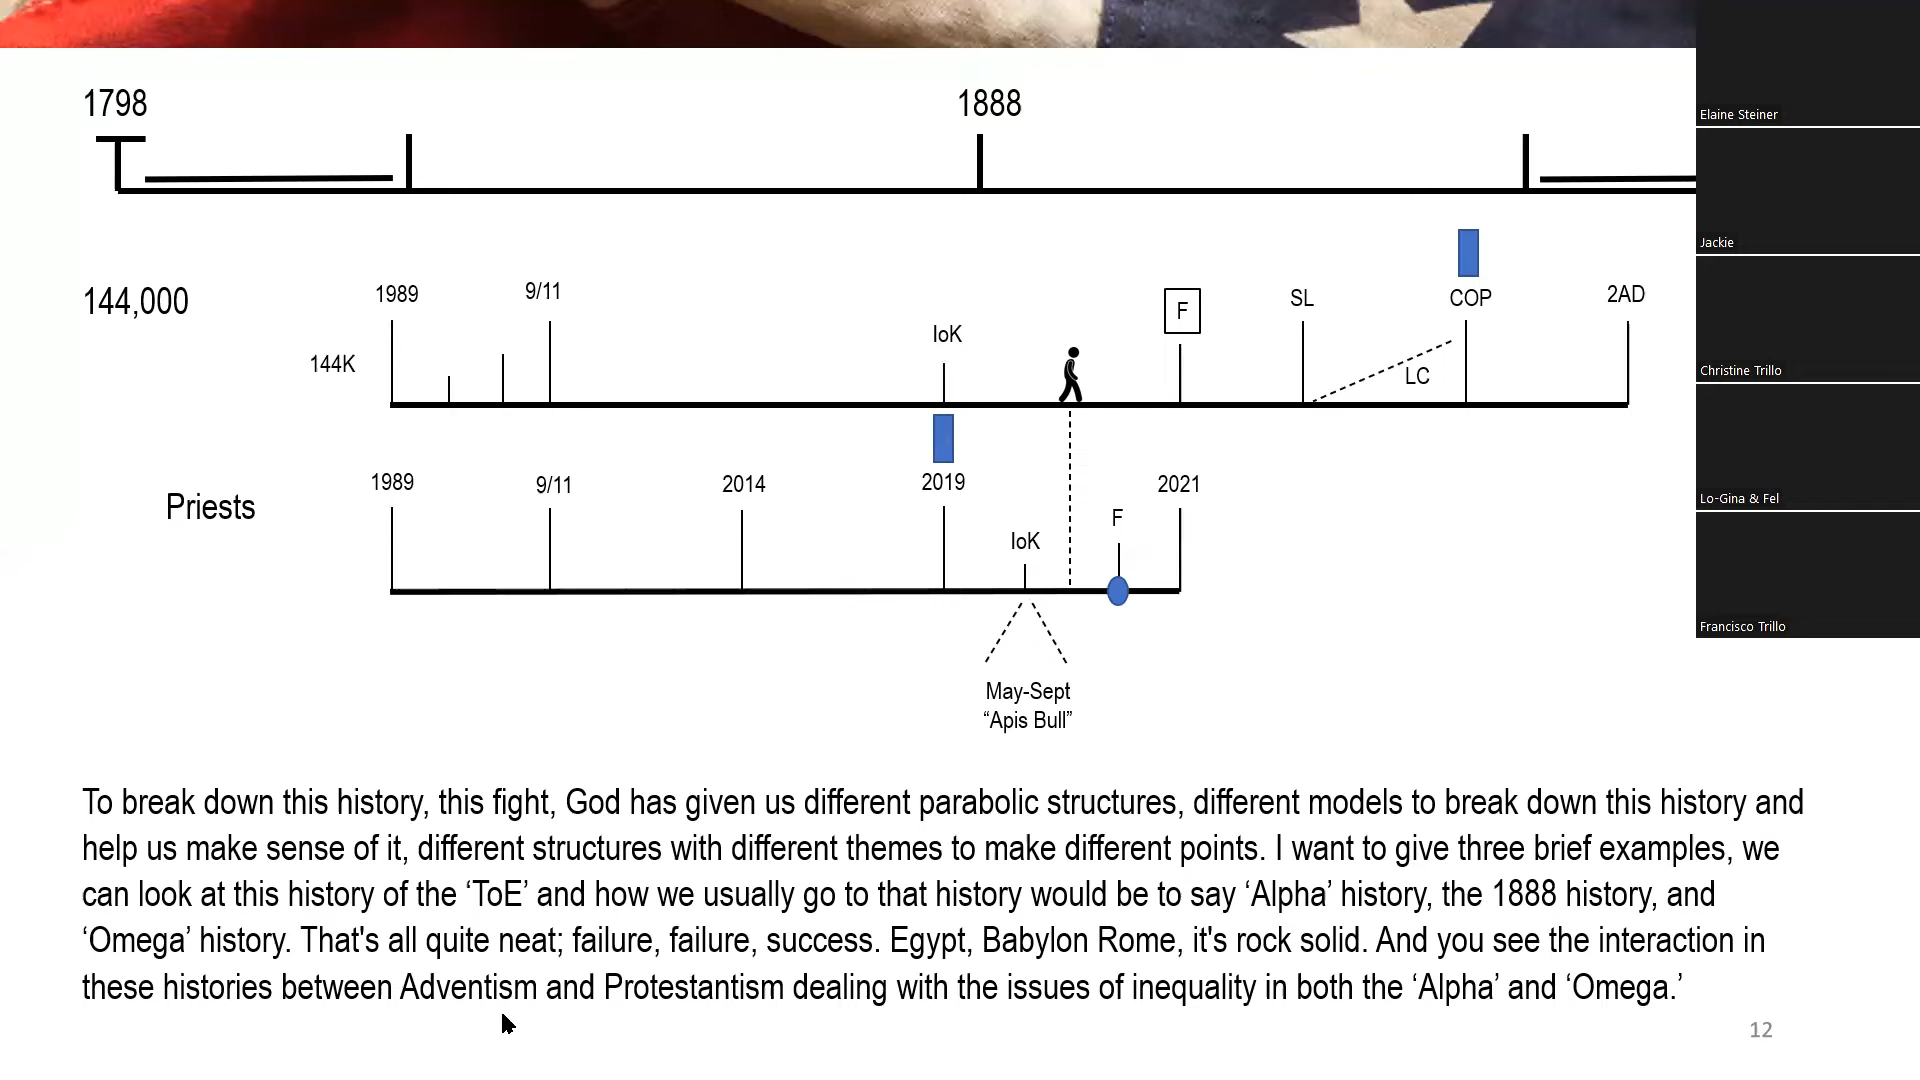 1798
1888
Elaine Steiner
Jackie
144,000
1989
9/11
SL
COP
2AD
F
IoK
144K
LC
Christine Trillo
Priests
1989
9/11
2014
2019
2021
Lo-Gina & Fel
F
IoK
Francisco Trillo
May-Sept
“Apis Bull”
To break down this history, this fight, God has given us different parabolic structures, different models to break down this history and
help us make sense of it, different structures with different themes to make different points. I want to give three brief examples, we
can look at this history of the ‘ToE’ and how we usually go to that history would be to say ‘Alpha’ history, the 1888 history, and
‘Omega’ history. That's all quite neat; failure, failure, success. Egypt, Babylon Rome, it's rock solid. And you see the interaction in
these histories between Adventism and Protestantism dealing with the issues of inequality in both the ‘Alpha’ and ‘Omega.’
12